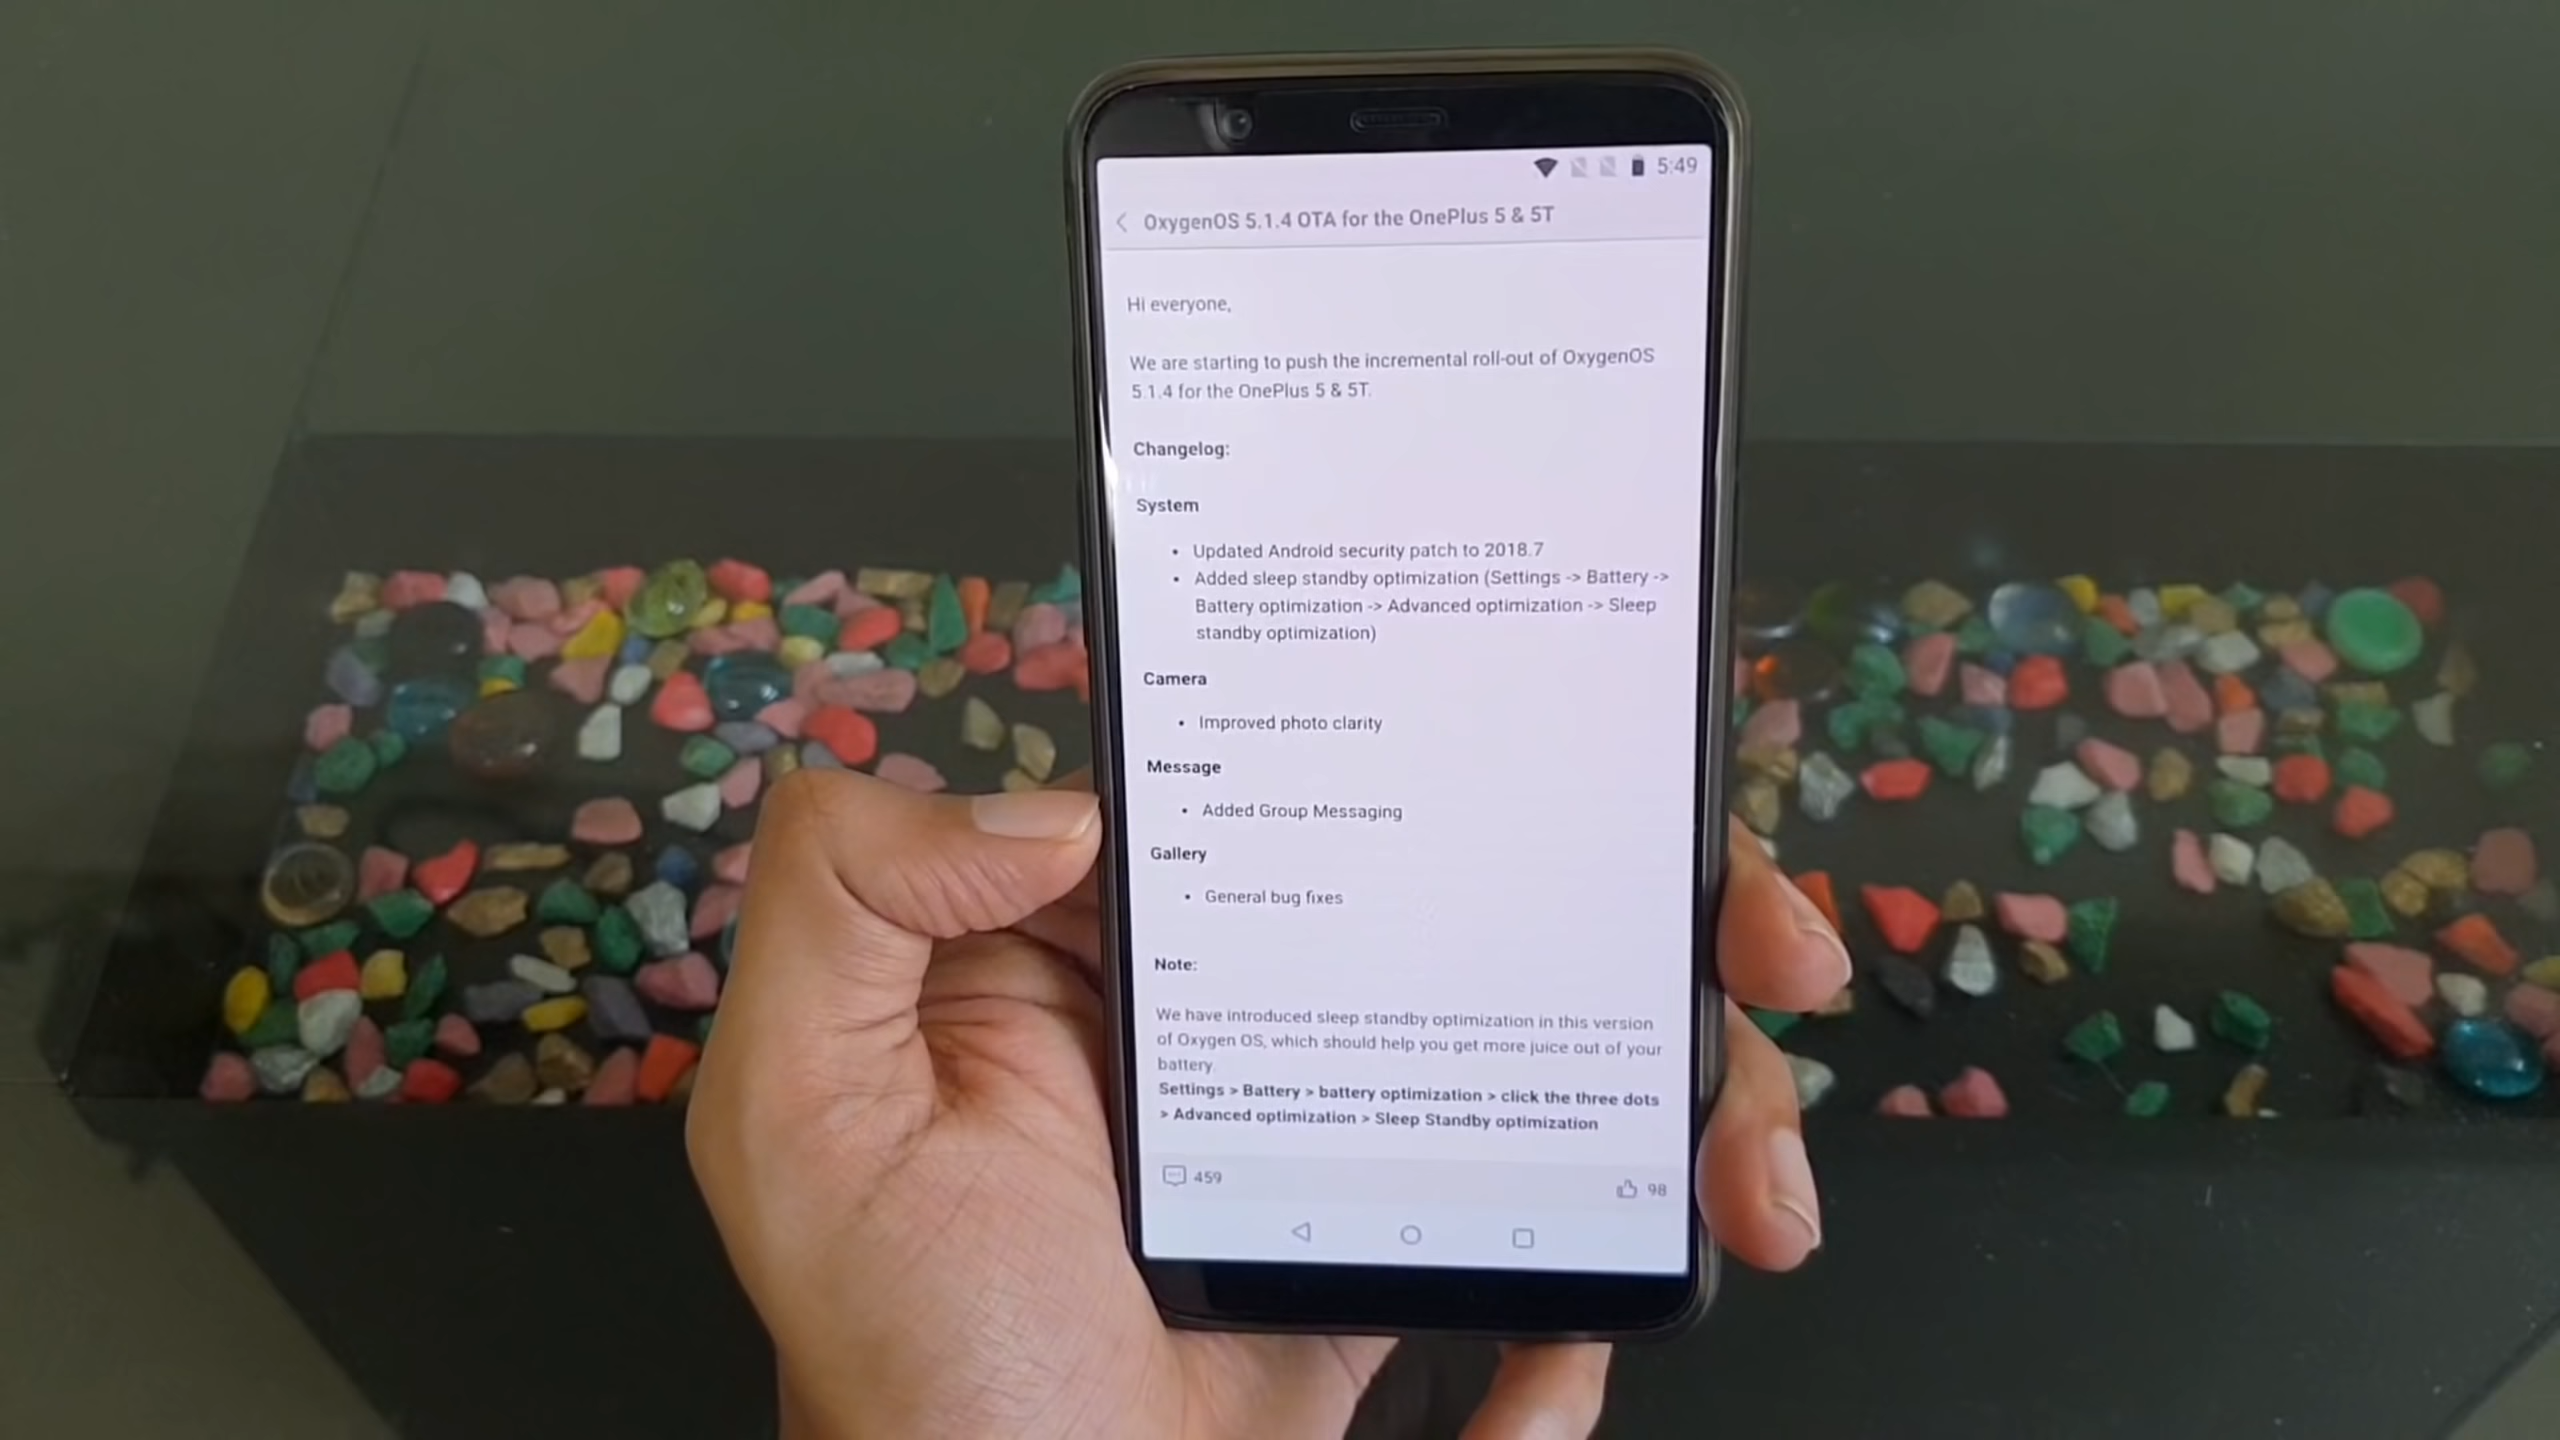 5:49
OxygenOS 5.1.4 OTA for the OnePlus 5 & 5T
Hi everyone,
We are starting to push the incremental roll-out of OxygenOS
5.1.4 for the OnePlus 5 & 5T.
Changelog:
System
• Updated Android security patch to 2018.7
• Added sleep standby optimization (Settings -> Battery ->
Battery optimization -> Advanced optimization -> Sleep
standby optimization)
Camera
• Improved photo clarity
Message
• Added Group Messaging
Gallery
• General bug fixes
Note:
We have introduced sleep standby optimization in this version
of Oxygen OS, which should help you get more juice out of your
battery.
Settings > Battery > battery optimization > click the three dots
> Advanced optimization > Sleep Standby optimization
459
98